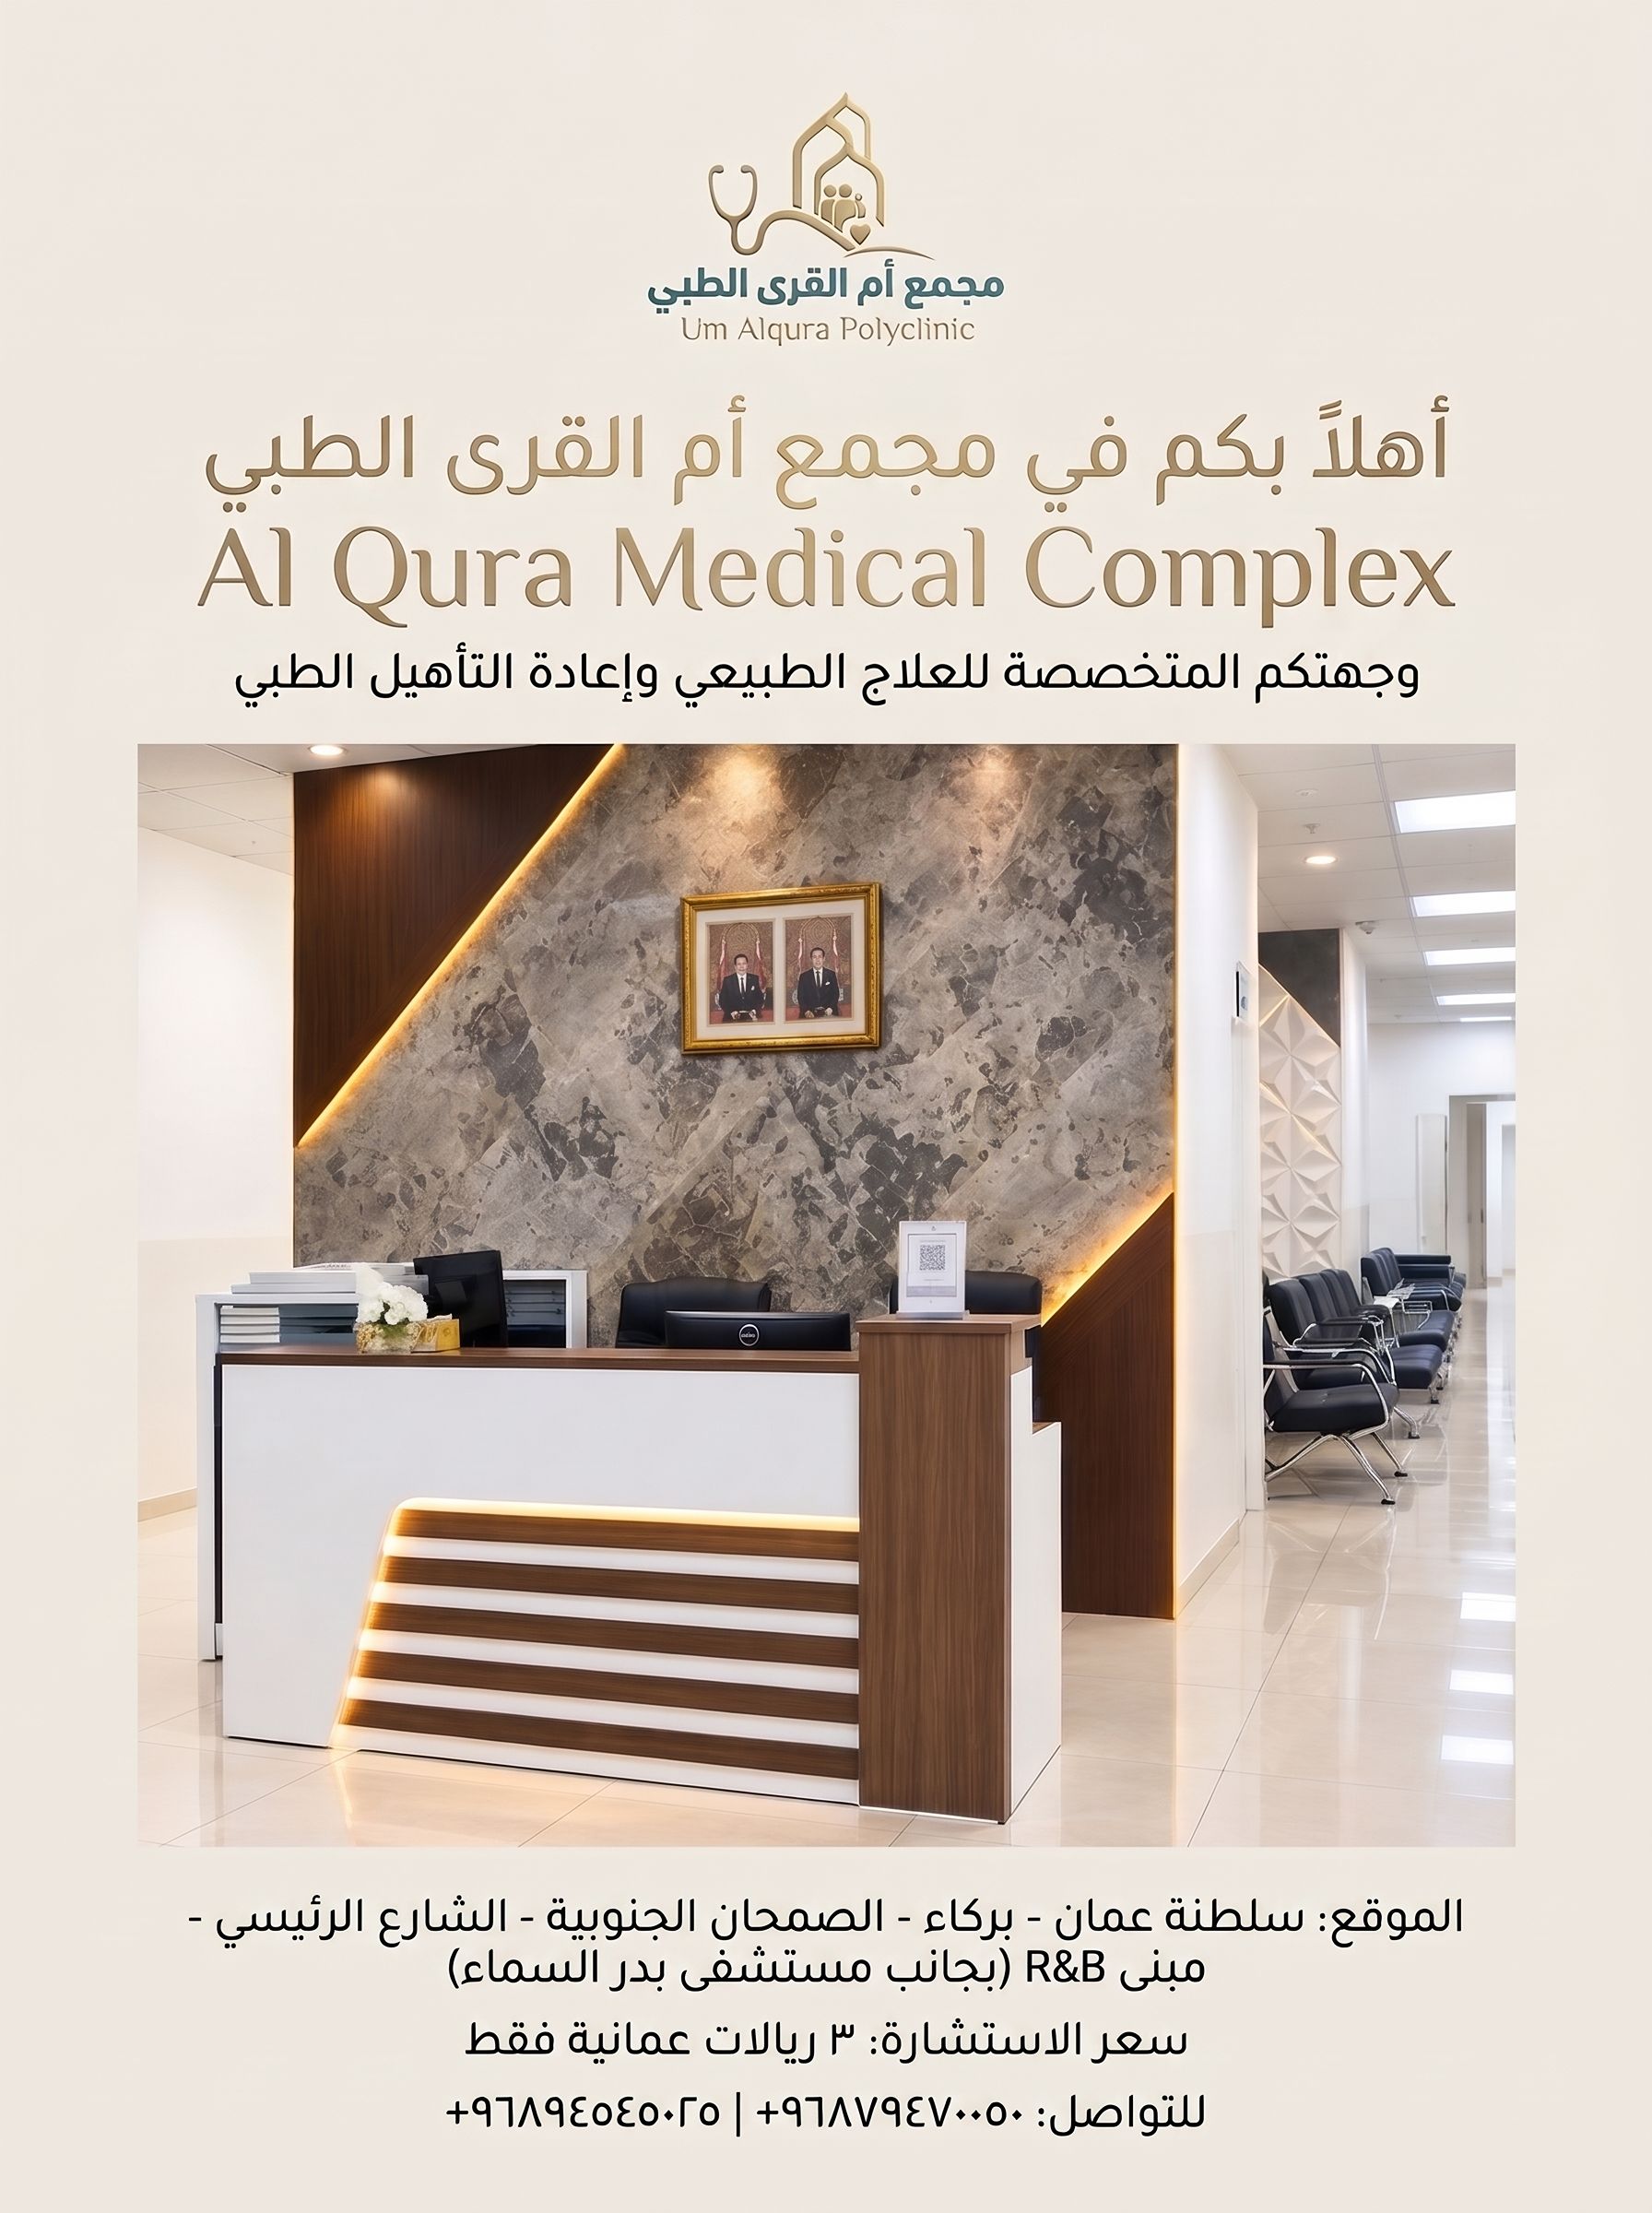 مجمع أم القرى الطبي
Um Alqura Polyclinic
أهلاً بكم في مجمع أم القرى الطبي
Al Qura Medical Complex
وجهتكم المتخصصة للعلاج الطبيعي وإعادة التأهيل الطبي
الموقع: سلطنة عمان - بركاء - الصمحان الجنوبية - الشارع الرئيسي -
مبنى R&B (بجانب مستشفى بدر السماء)
سعر الاستشارة: ٣ ريالات عمانية فقط
للتواصل: ٩٦٨٧٩٤٧٠٠٥٠+ | ٩٦٨٩٤٥٤٥٠٢٥+